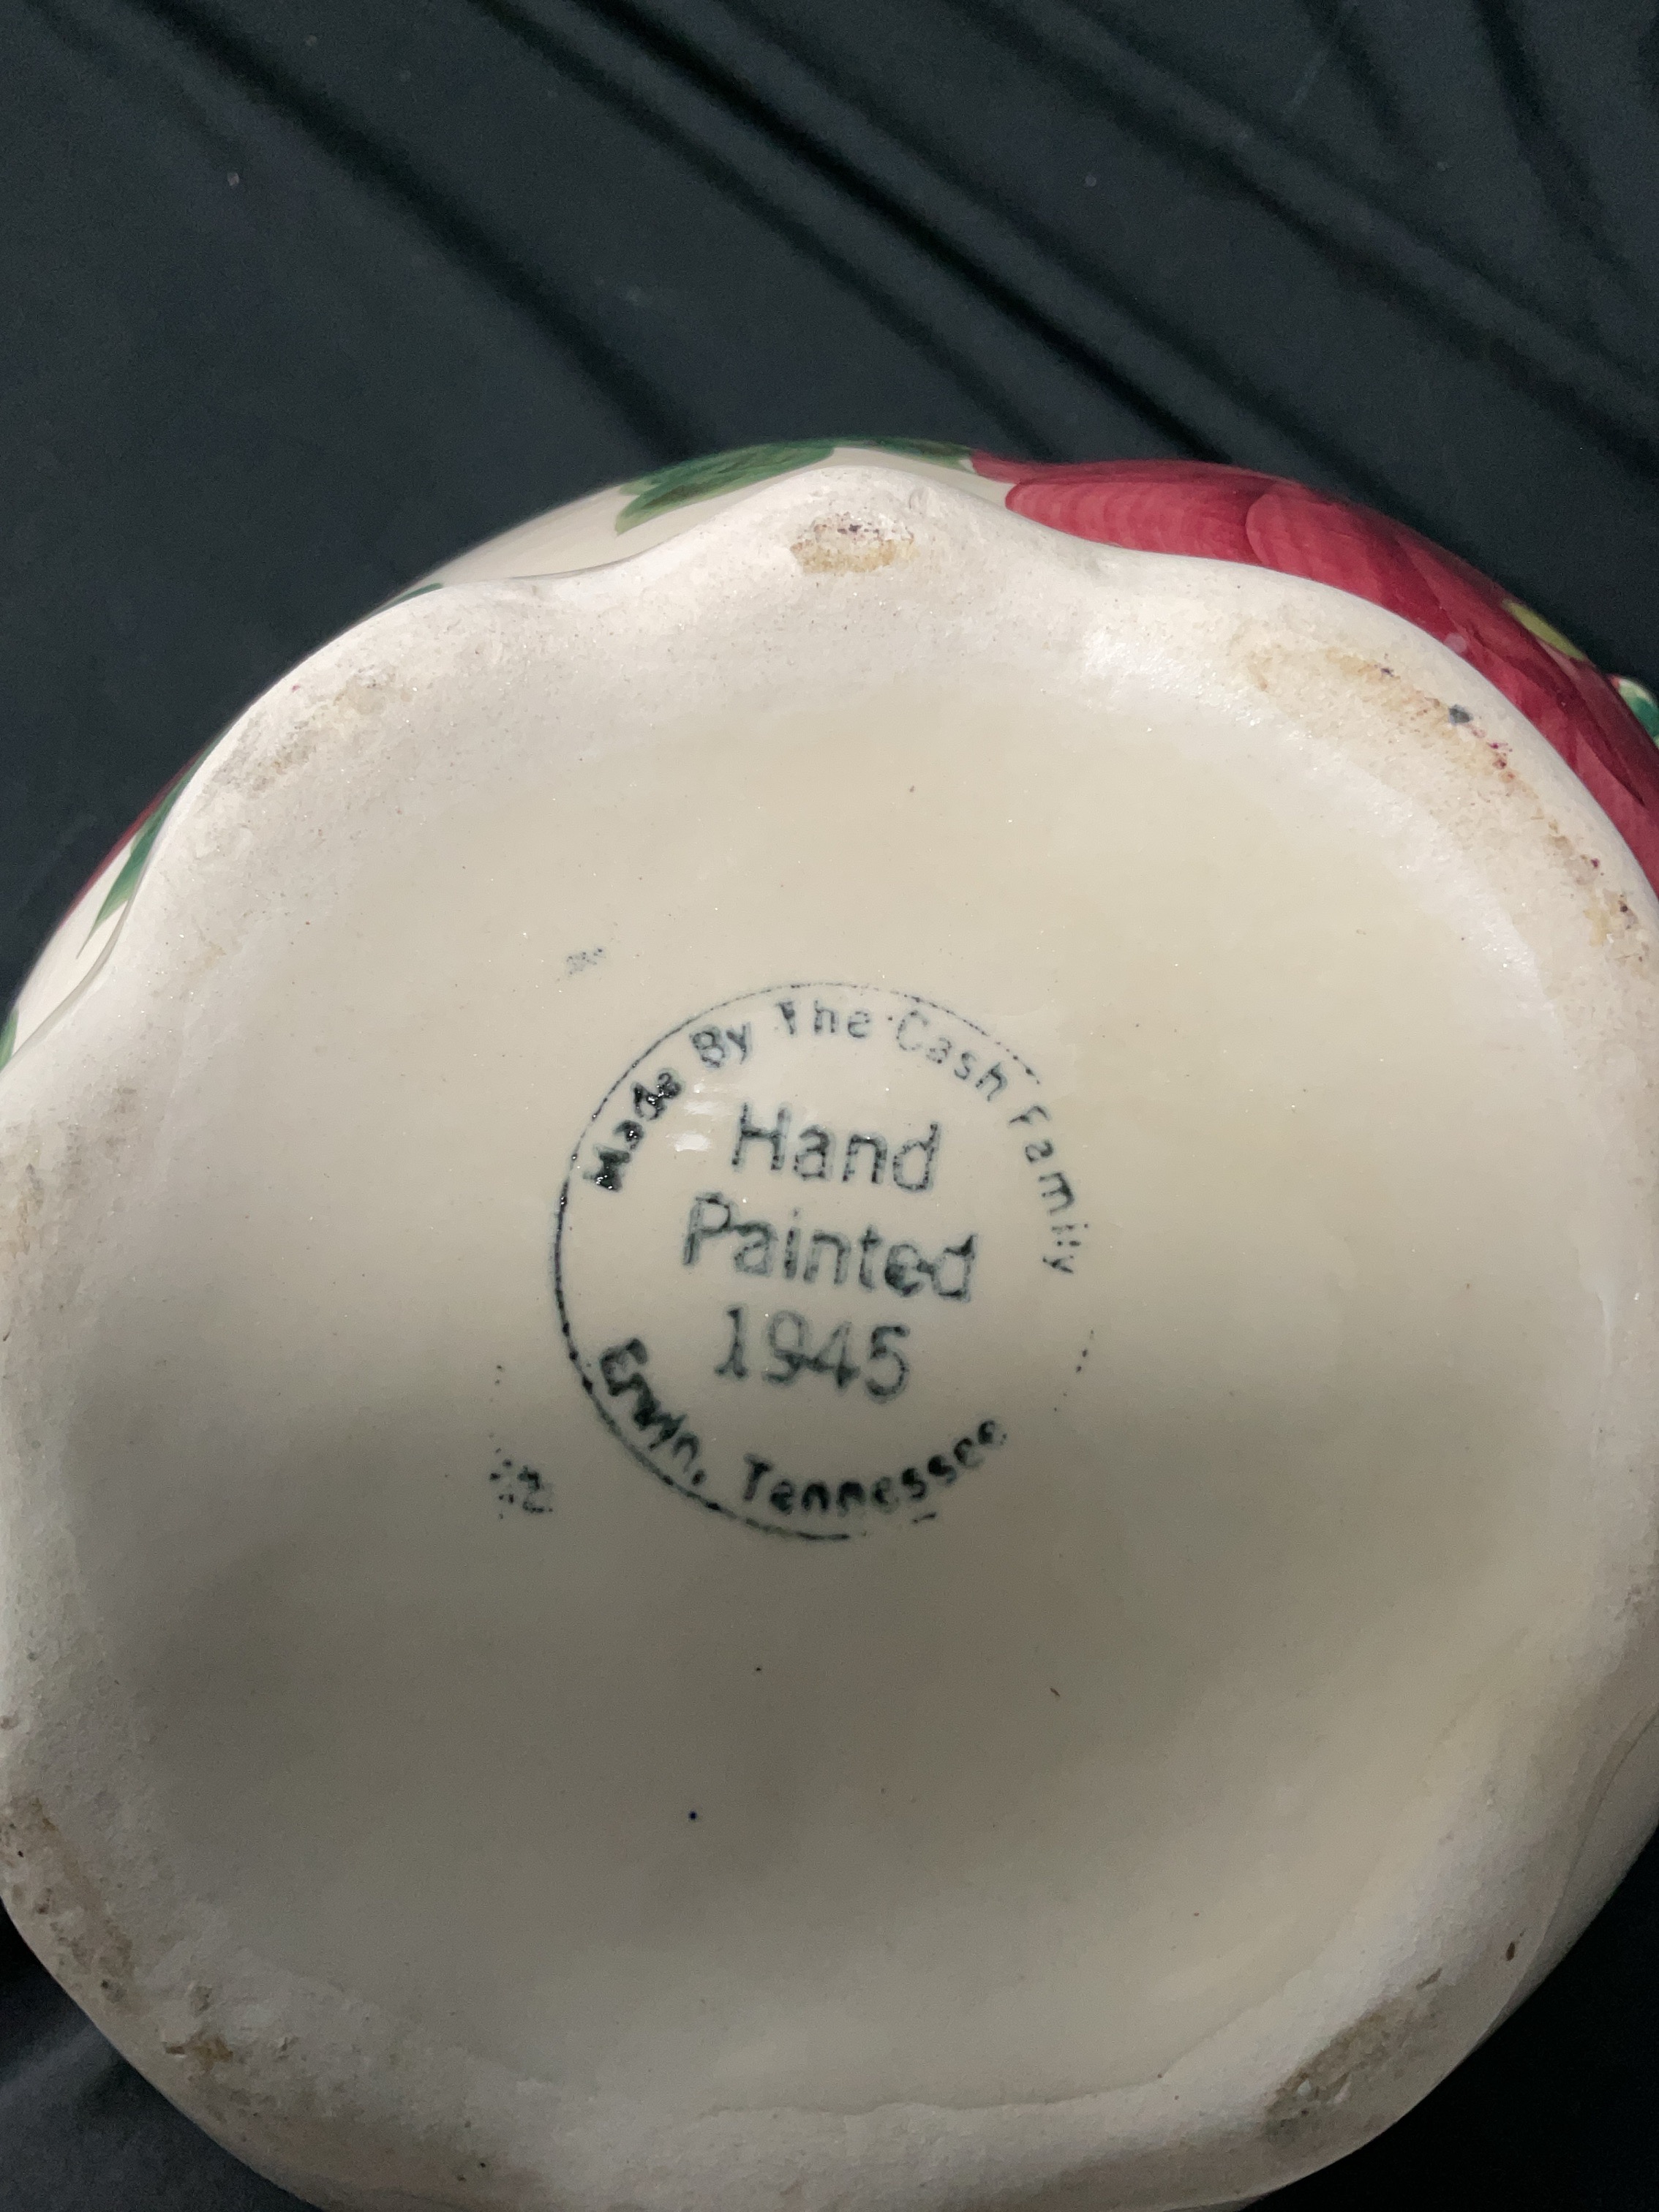 Made By The Cash Family
Hand
Painted
1945
Erwin, Tennessee